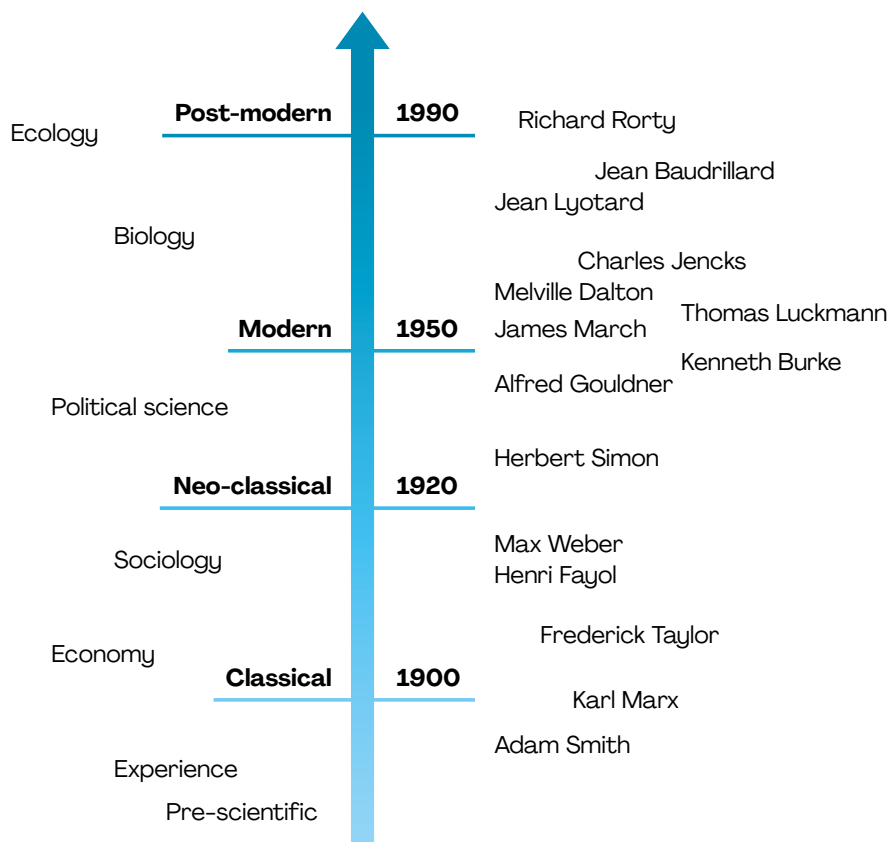 Post-modern
1990
Richard Rorty
Ecology
Jean Baudrillard
Jean Lyotard
Biology
Charles Jencks
Melville Dalton
Thomas Luckmann
Modern
1950
James March
Kenneth Burke
Alfred Gouldner
Political science
Herbert Simon
Neo-classical
1920
Max Weber
Sociology
Henri Fayol
Frederick Taylor
Economy
Classical
1900
Karl Marx
Adam Smith
Experience
Pre-scientific